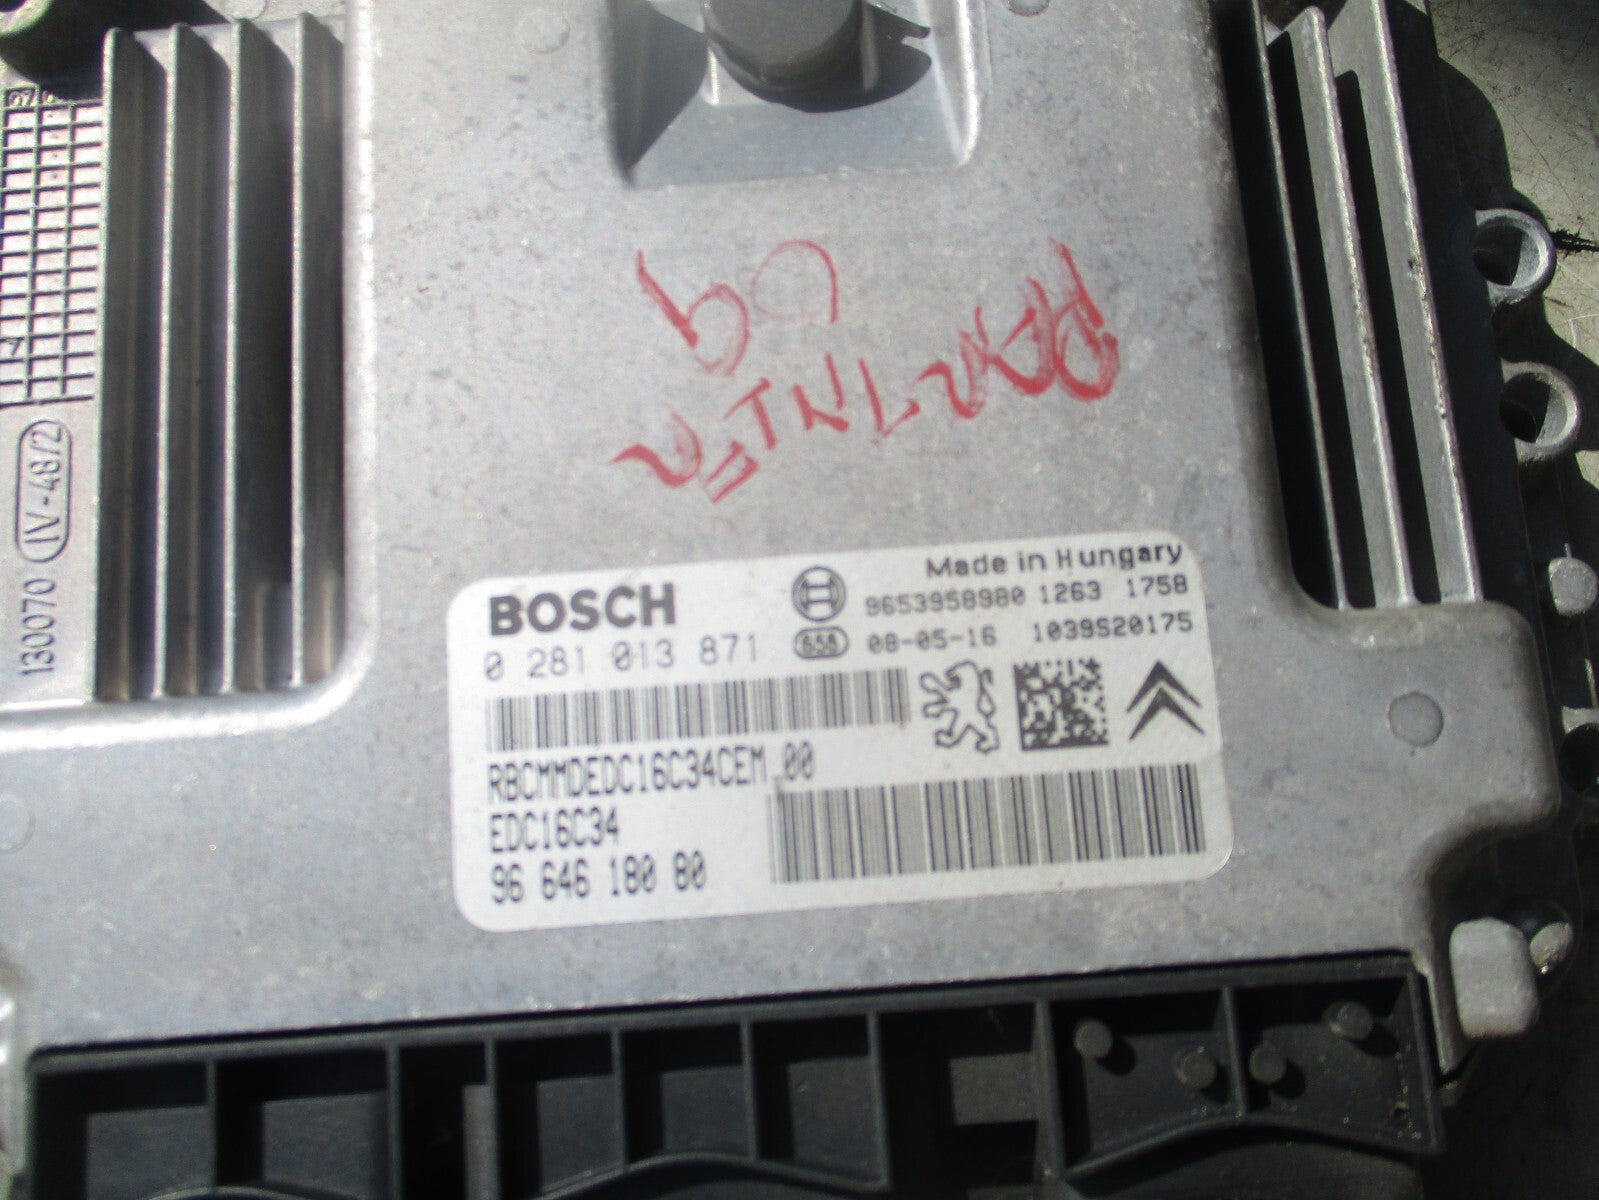 130070 IV-48/2
BOSCH
Made in Hungary
9653958980 1263 1758
0 281 013 871
656 08-05-16 1039S20175
RBCMMDEDC16C34CEM 00
EDC16C34
96 646 180 80